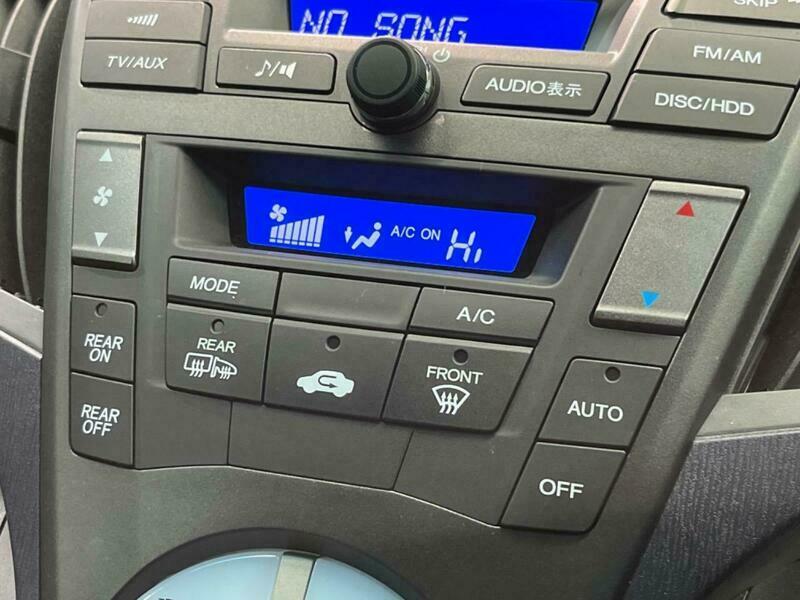 NO SONG
SKIP
TV/AUX
AUDIO表示
FM/AM
DISC/HDD
A/C ON
Hi
MODE
A/C
REAR
ON
REAR
FRONT
AUTO
REAR
OFF
OFF